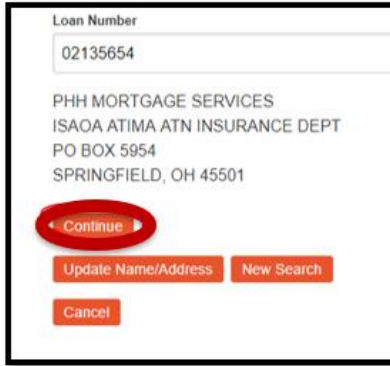 Loan Number
02135654
PHH MORTGAGE SERVICES
ISAOA ATIMA ATN INSURANCE DEPT
PO BOX 5954
SPRINGFIELD, OH 45501
Continue
Update Name/Address New Search
Cancel